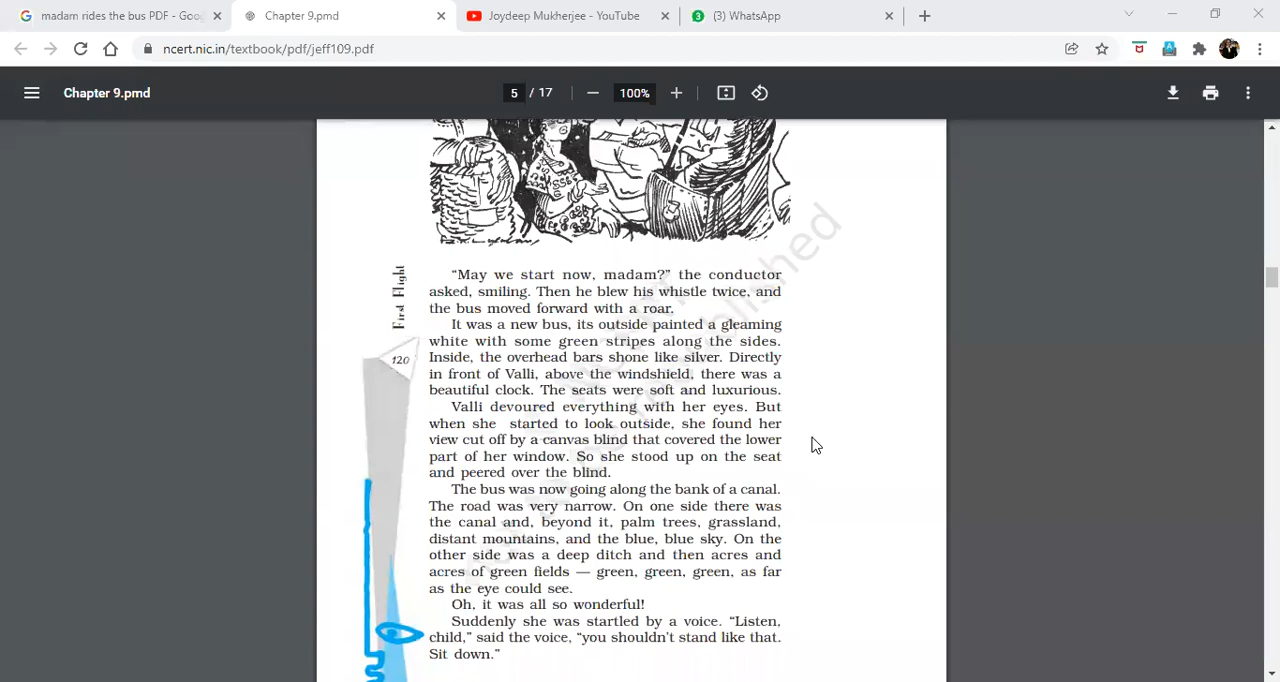 madam rides the bus PDF - Goo
Chapter 9.pmd
Joydeep Mukherjee - YouTube
3
(3) WhatsApp
ncert.nic.in/textbook/pdf/jeff109.pdf
Chapter 9.pmd
5 / 17
100%
“May we start now, madam?” the conductor
asked, smiling. Then he blew his whistle twice, and
the bus moved forward with a roar.
It was a new bus, its outside painted a gleaming
white with some green stripes along the sides.
Inside, the overhead bars shone like silver. Directly
in front of Valli, above the windshield, there was a
beautiful clock. The seats were soft and luxurious.
Valli devoured everything with her eyes. But
when she started to look outside, she found her
view cut off by a canvas blind that covered the lower
part of her window. So she stood up on the seat
and peered over the blind.
The bus was now going along the bank of a canal.
The road was very narrow. On one side there was
the canal and, beyond it, palm trees, grassland,
distant mountains, and the blue, blue sky. On the
other side was a deep ditch and then acres and
acres of green fields — green, green, green, as far
as the eye could see.
Oh, it was all so wonderful!
Suddenly she was startled by a voice. “Listen,
child,” said the voice, “you shouldn’t stand like that.
Sit down.”
First Flight
120